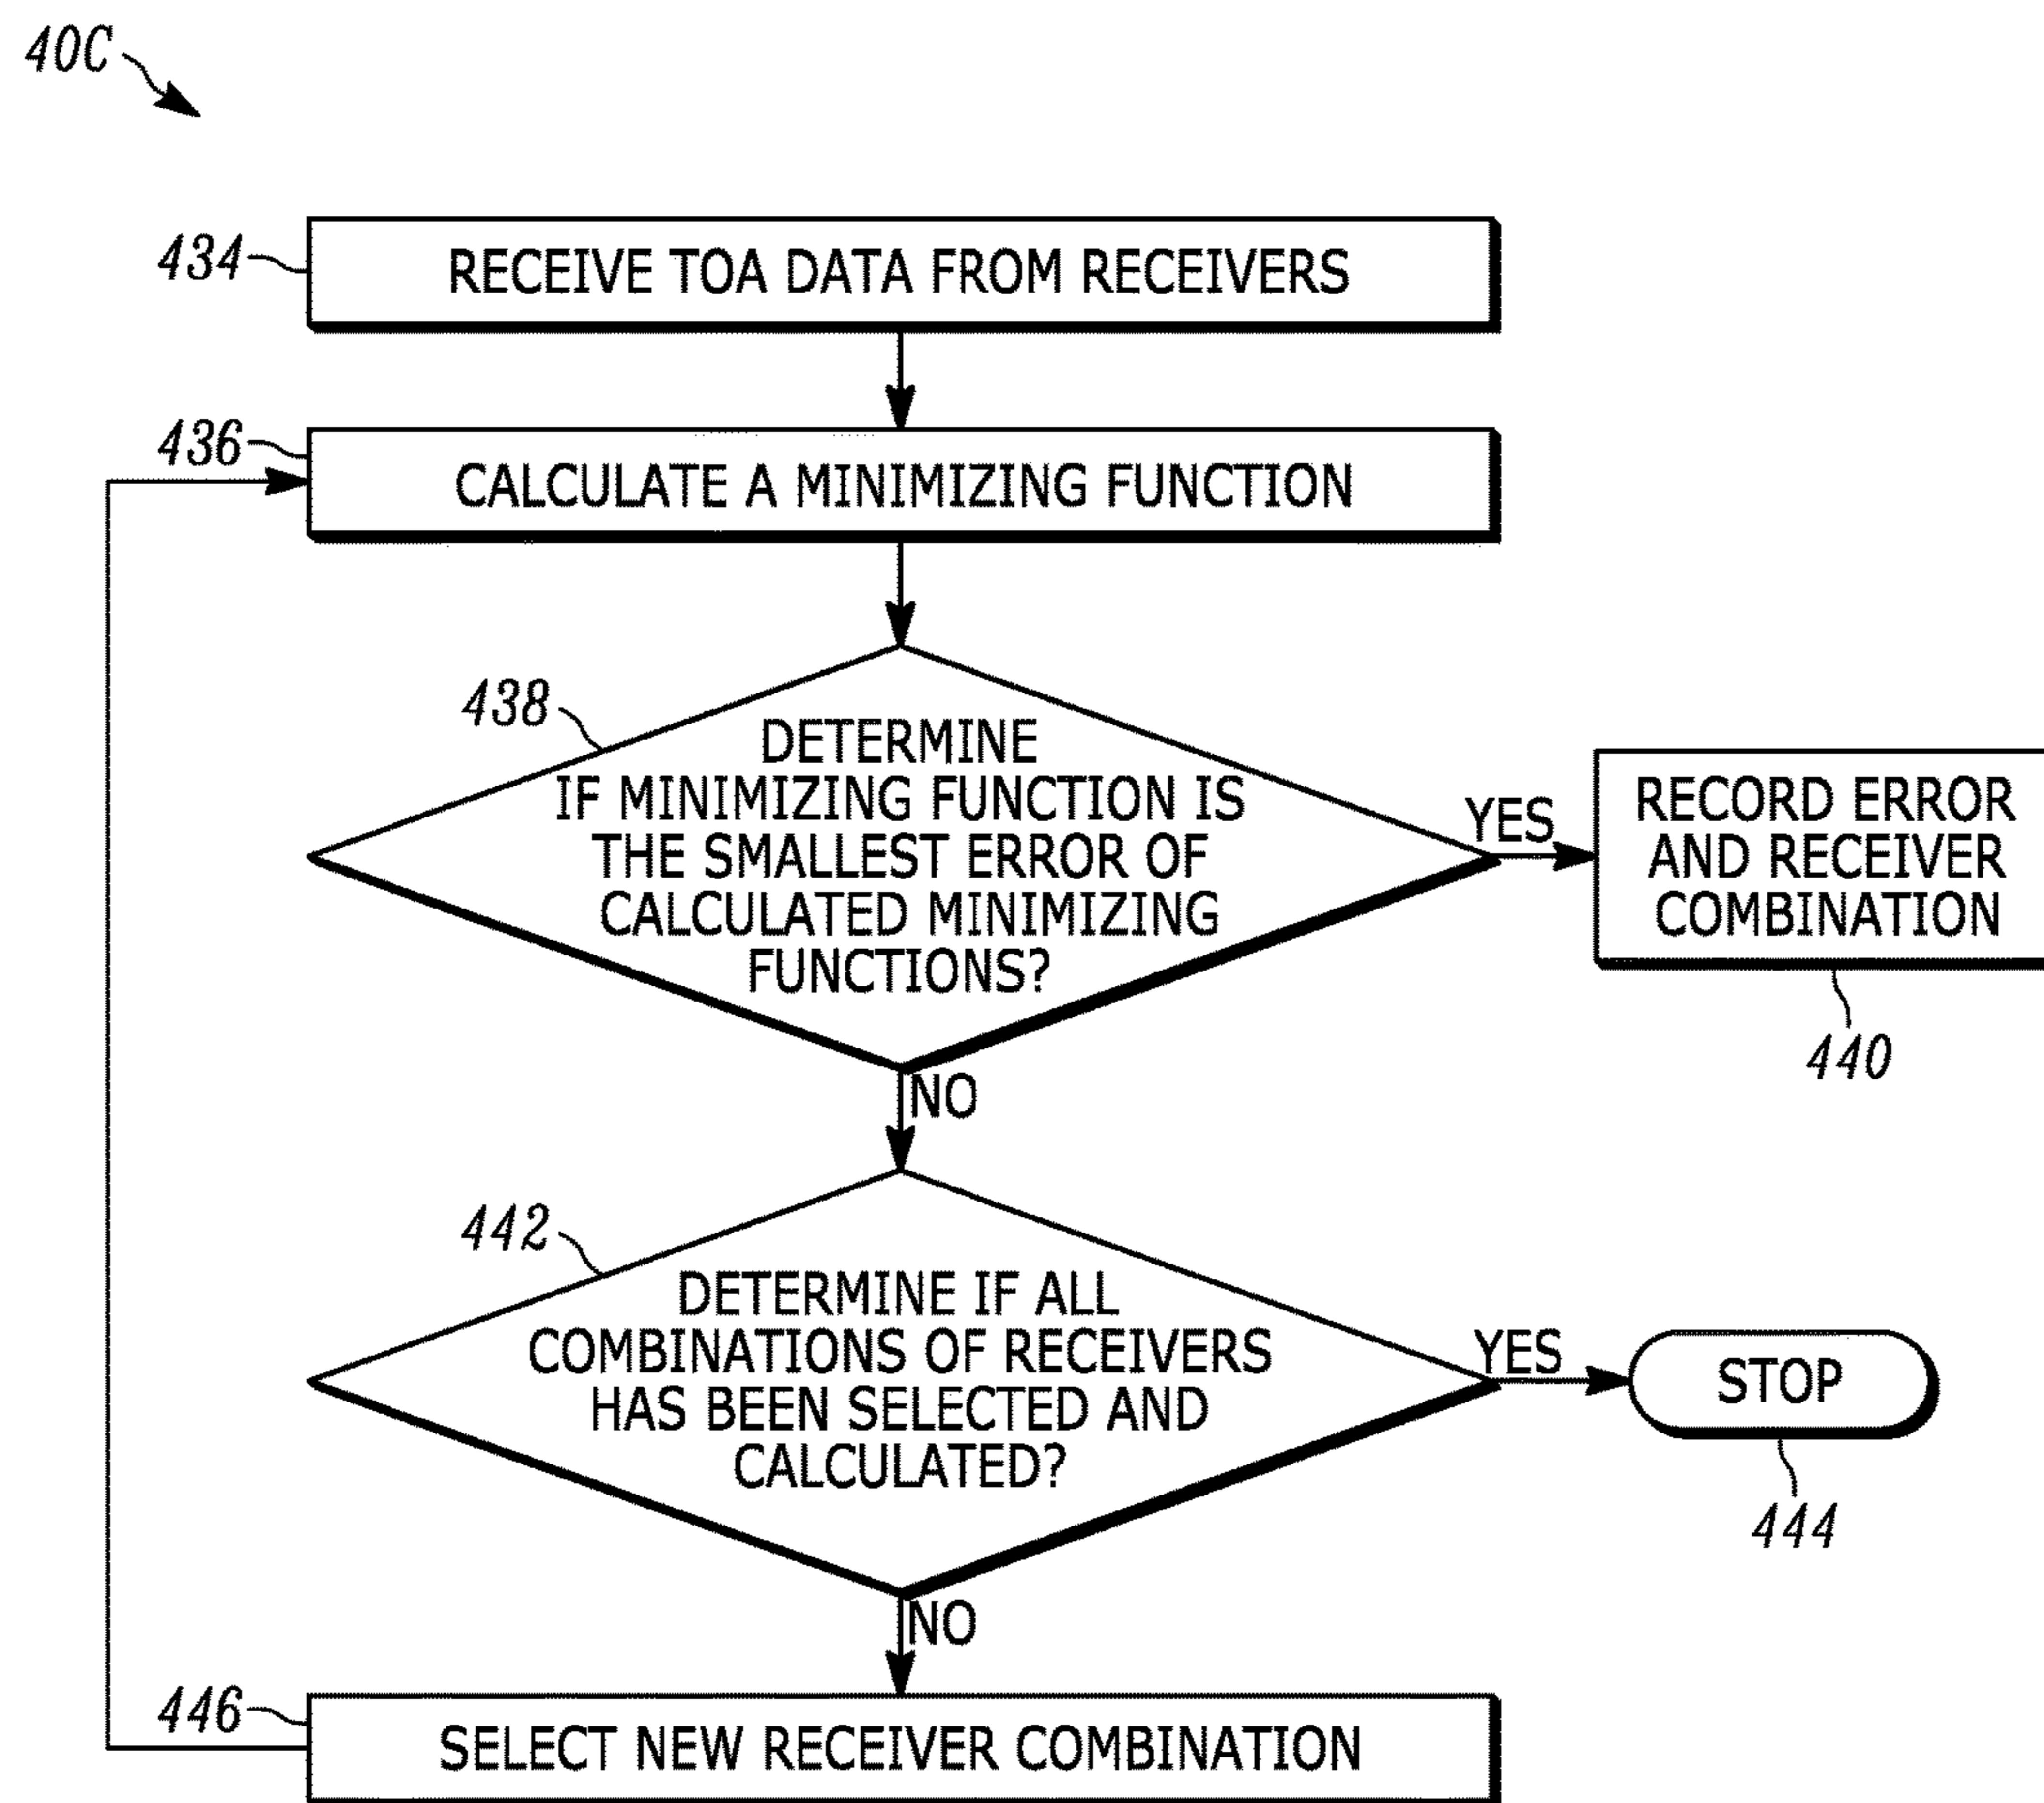 40C
434
RECEIVE TOA DATA FROM RECEIVERS
436
CALCULATE A MINIMIZING FUNCTION
438
DETERMINE
IF MINIMIZING FUNCTION IS
THE SMALLEST ERROR OF
CALCULATED MINIMIZING
FUNCTIONS?
YES
RECORD ERROR
AND RECEIVER
COMBINATION
440
NO
442
DETERMINE IF ALL
COMBINATIONS OF RECEIVERS
HAS BEEN SELECTED AND
CALCULATED?
YES
STOP
444
NO
446
SELECT NEW RECEIVER COMBINATION